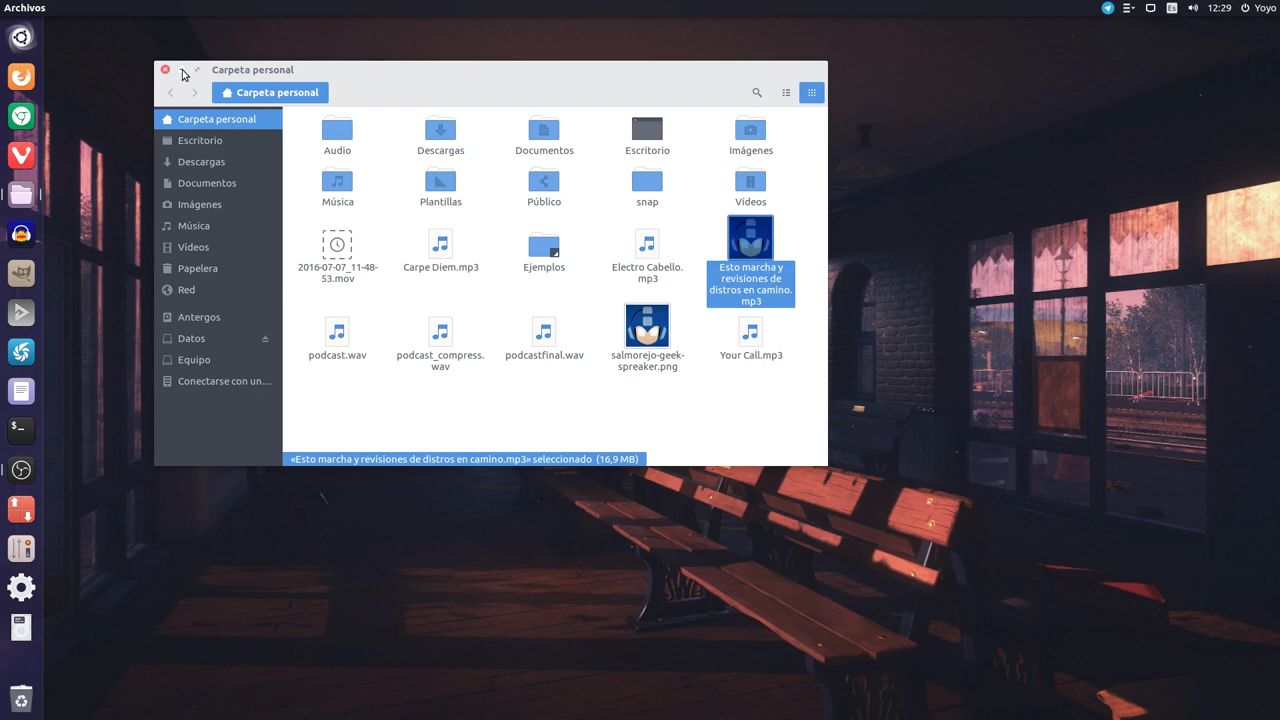 Archivos
Es
12:29
Yoyo
Carpeta personal
Carpeta personal
Carpeta personal
Escritorio
Descargas
Documentos
Imágenes
Música
Vídeos
Papelera
Red
Antergos
Datos
Equipo
Conectarse con un…
Audio
Descargas
Documentos
Escritorio
Imágenes
Música
Plantillas
Público
snap
Vídeos
2016-07-07_11-48-
53.mov
Carpe Diem.mp3
Ejemplos
Electro Cabello.
mp3
Esto marcha y
revisiones de
distros en camino.
mp3
podcast.wav
podcast_compress.
wav
podcastfinal.wav
salmorejo-geek-
spreaker.png
Your Call.mp3
«Esto marcha y revisiones de distros en camino.mp3» seleccionado (16,9 MB)